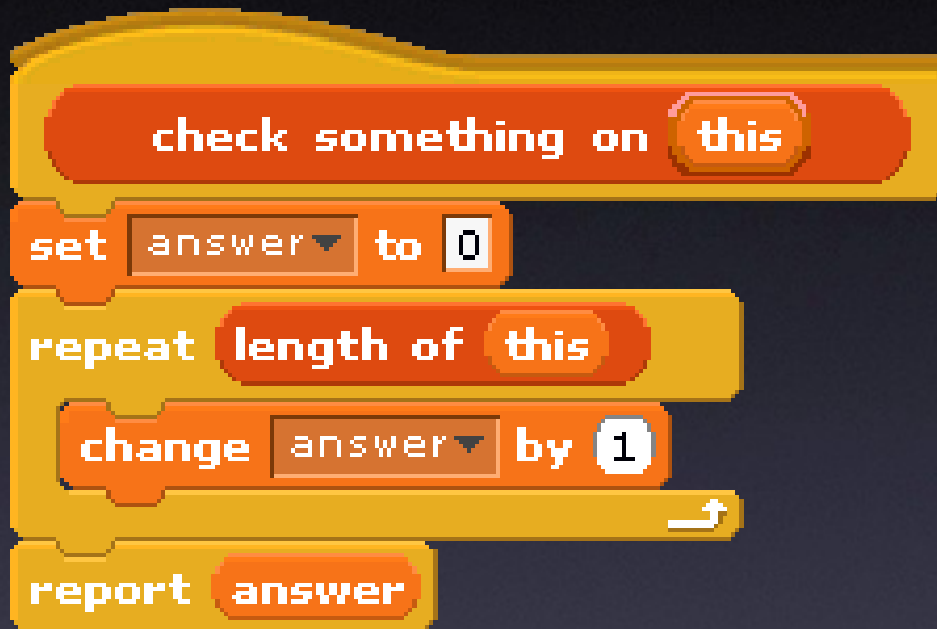 check something on this
set answer to 0
repeat length of this
change answer by 1
report answer